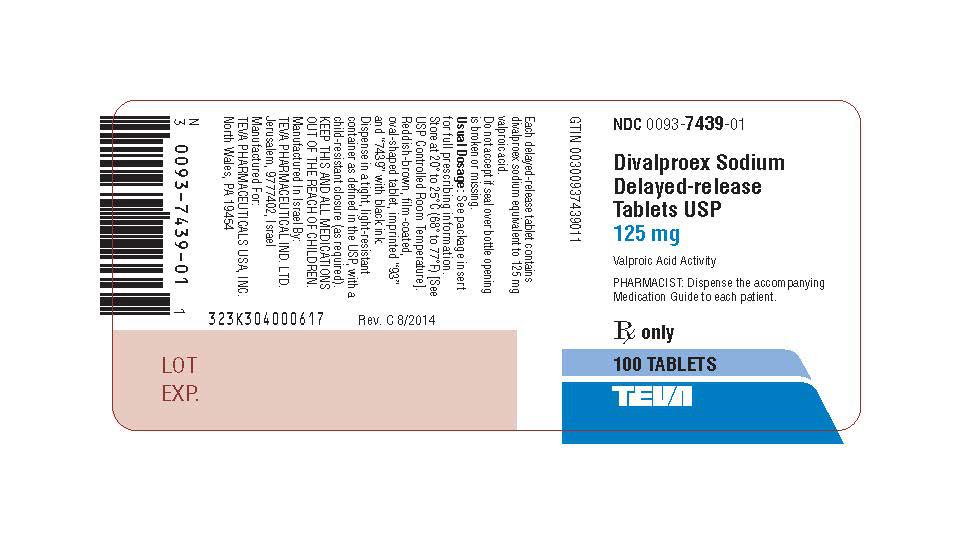 NDC 0093-7439-01
Divalproex Sodium
Delayed-release
Tablets USP
125 mg
Valproic Acid Activity
PHARMACIST: Dispense the accompanying
Medication Guide to each patient.
Rx only
100 TABLETS
TEVA
GTIN 00300937439011
Each delayed-release tablet contains
divalproex sodium equivalent to 125 mg
valproic acid.
Do not accept if seal over bottle opening
is broken or missing.
Usual Dosage: See package insert
for full prescribing information.
Store at 20° to 25°C (68° to 77°F) [See
USP Controlled Room Temperature].
Reddish-brown, film-coated,
oval-shaped tablet, imprinted "93"
and "7439" with black ink.
Dispense in a tight, light-resistant
container as defined in the USP, with a
child-resistant closure (as required).
KEEP THIS AND ALL MEDICATIONS
OUT OF THE REACH OF CHILDREN.
Manufactured In Israel By:
TEVA PHARMACEUTICAL IND. LTD.
Jerusalem, 9777402, Israel
Manufactured For:
TEVA PHARMACEUTICALS USA, INC.
North Wales, PA 19454
323K304000617
Rev. C 8/2014
N
3 0093-7439-01 1
LOT
EXP.